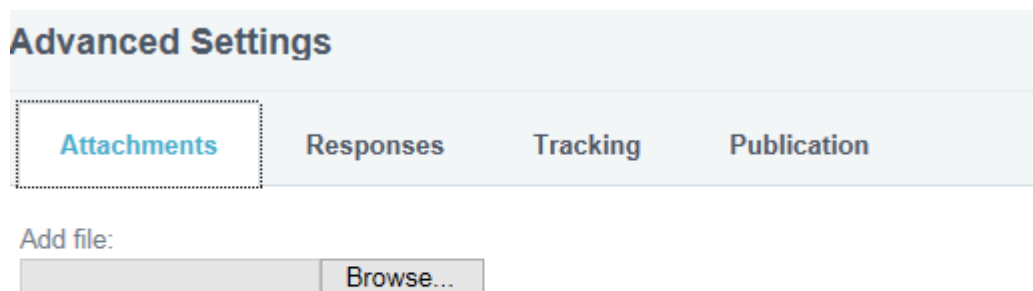 Advanced Settings
Attachments Responses Tracking Publication
Add file:
Browse...